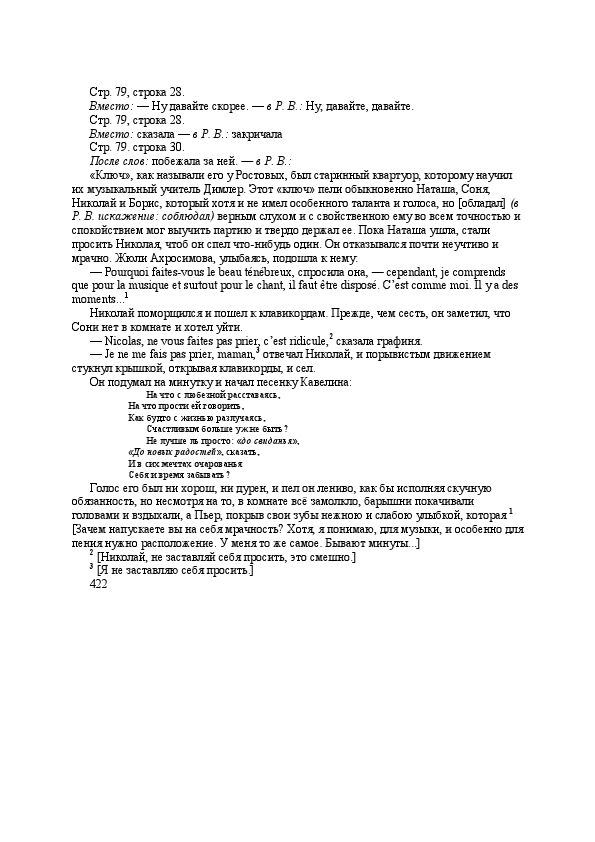 Стр. 79, строка 28.
Вместо: — Ну давайте скорее. — в Р. В.: Ну, давайте, давайте.
Стр. 79, строка 28.
Вместо: сказала — в Р. В.: закричала
Стр. 79. строка 30.
После слов: побежала за ней. — в Р. В.:
«Ключ», как называли его у Ростовых, был старинный квартуор, которому научил
их музыкальный учитель Димлер. Этот «ключ» пели обыкновенно Наташа, Соня,
Николай и Борис, который хотя и не имел особенного таланта и голоса, но [обладал] (в
Р. В. искажение: соблюдал) верным слухом и с свойственною ему во всем точностью и
спокойствием мог выучить партию и твердо держал ее. Пока Наташа ушла, стали
просить Николая, чтоб он спел что-нибудь один. Он отказывался почти неучтиво и
мрачно. Жюли Ахросимова, улыбаясь, подошла к нему:
— Pourquoi faites-vous le beau ténébreux, спросила она, — cependant, je comprends
que pour la musique et surtout pour le chant, il faut être disposé. C’est comme moi. Il y a des
moments...1
Николай поморщился и пошел к клавикордам. Прежде, чем сесть, он заметил, что
Сони нет в комнате и хотел уйти.
— Nicolas, ne vous faites pas prier, c’est ridicule,2 сказала графиня.
— Je ne me fais pas prier, maman,3 отвечал Николай, и порывистым движением
стукнул крышкой, открывая клавикорды, и сел.
Он подумал на минутку и начал песенку Кавелина:
На что с любезной расставаясь,
На что прости ей говорить,
Как будто с жизнью разлучаясь,
Счастливым больше уж не быть?
Не лучше ль просто: «до свиданья»,
«До новых радостей», сказать,
И в сих мечтах очарованья
Себя и время забывать?
Голос его был ни хорош, ни дурен, и пел он лениво, как бы исполняя скучную
обязанность, но несмотря на то, в комнате всё замолкло, барышни покачивали
головами и вздыхали, а Пьер, покрыв свои зубы нежною и слабою улыбкой, которая 1
[Зачем напускаете вы на себя мрачность? Хотя, я понимаю, для музыки, и особенно для
пения нужно расположение. У меня то же самое. Бывают минуты...]
2 [Николай, не заставляй себя просить, это смешно.]
3 [Я не заставляю себя просить.]
422